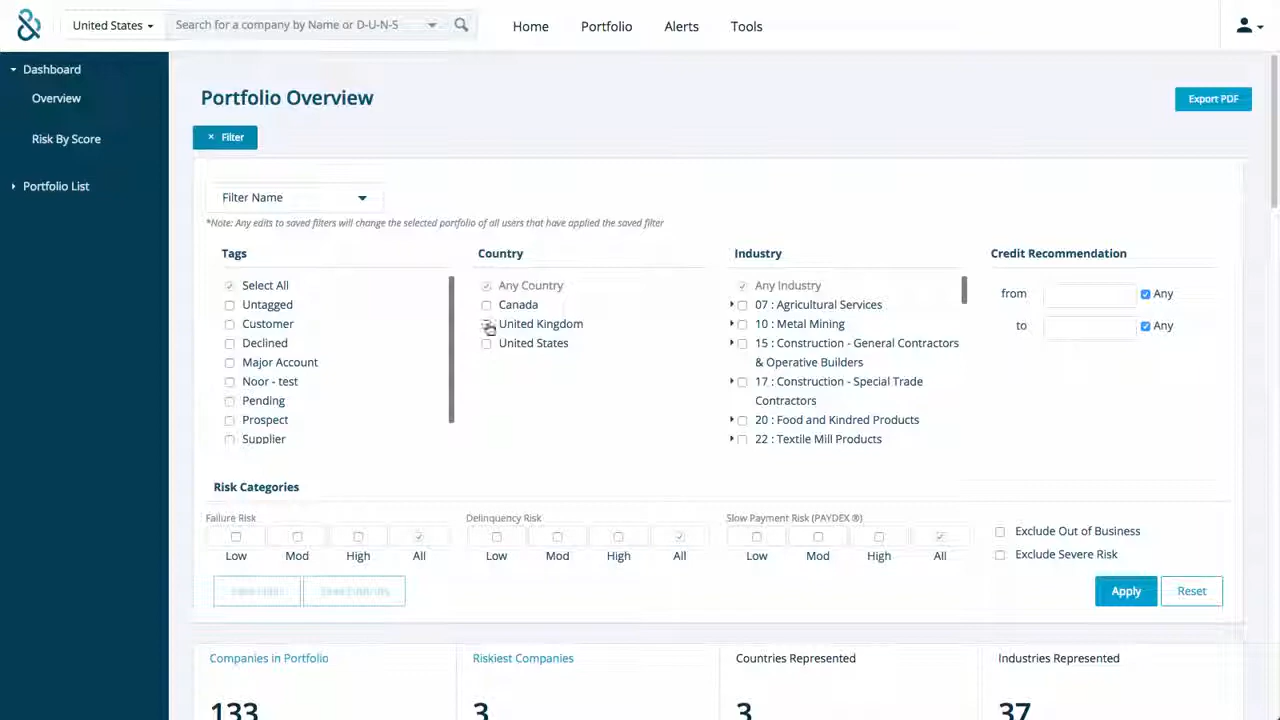 United States
Search for a company by Name or D-U-N-S
Home
Portfolio
Alerts
Tools
Dashboard
Overview
Risk By Score
Portfolio List
Portfolio Overview
Export PDF
× Filter
Filter Name
*Note: Any edits to saved filters will change the selected portfolio of all users that have applied the saved filter
Tags
Select All
Untagged
Customer
Declined
Major Account
Noor - test
Pending
Prospect
Supplier
Country
Any Country
Canada
United Kingdom
United States
Industry
Any Industry
07 : Agricultural Services
10 : Metal Mining
15 : Construction - General Contractors
& Operative Builders
17 : Construction - Special Trade
Contractors
20 : Food and Kindred Products
22 : Textile Mill Products
Credit Recommendation
from
Any
to
Any
Risk Categories
Failure Risk
Low Mod High All
Delinquency Risk
Low Mod High All
Slow Payment Risk (PAYDEX ®)
Low Mod High All
Exclude Out of Business
Exclude Severe Risk
Apply
Reset
Companies in Portfolio
133
Riskiest Companies
3
Countries Represented
3
Industries Represented
37